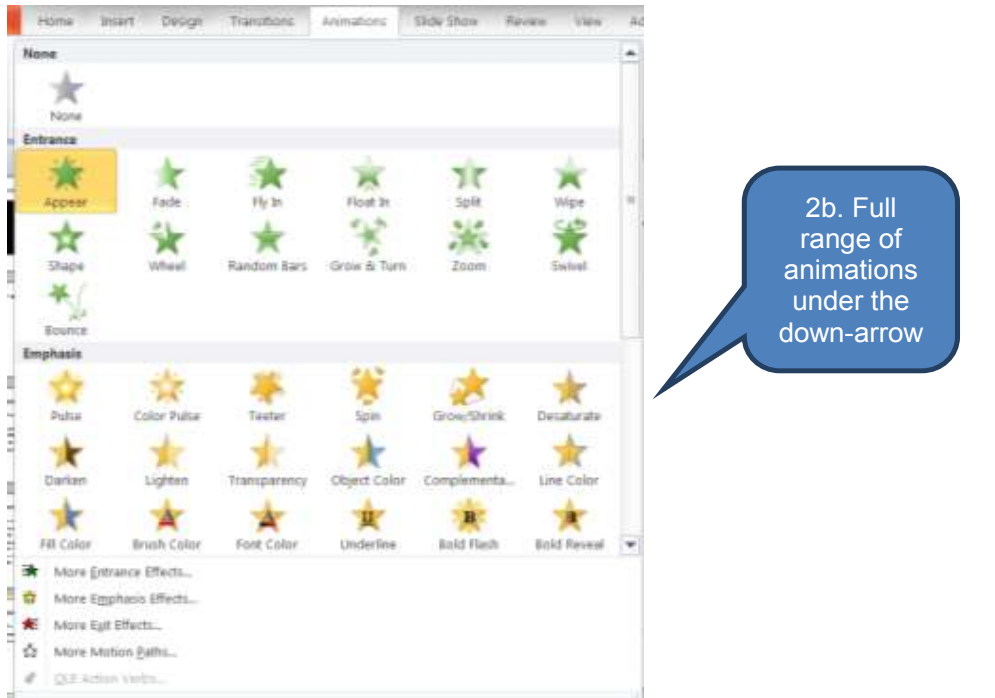 Home Insert Design Transitions Animations Slide Show Review View Ad
None
None
Entrance
Appear Fade Fly In Float In Split Wipe
Shape Wheel Random Bars Grow & Turn Zoom Swivel
Bounce
Emphasis
Pulse Color Pulse Teeter Spin Grow/Shrink Desaturate
Darken Lighten Transparency Object Color Complementa... Line Color
Fill Color Brush Color Font Color Underline Bold Flash Bold Reveal
More Entrance Effects...
More Emphasis Effects...
More Exit Effects...
More Motion Paths...
OLE Action Verbs...
2b. Full
range of
animations
under the
down-arrow